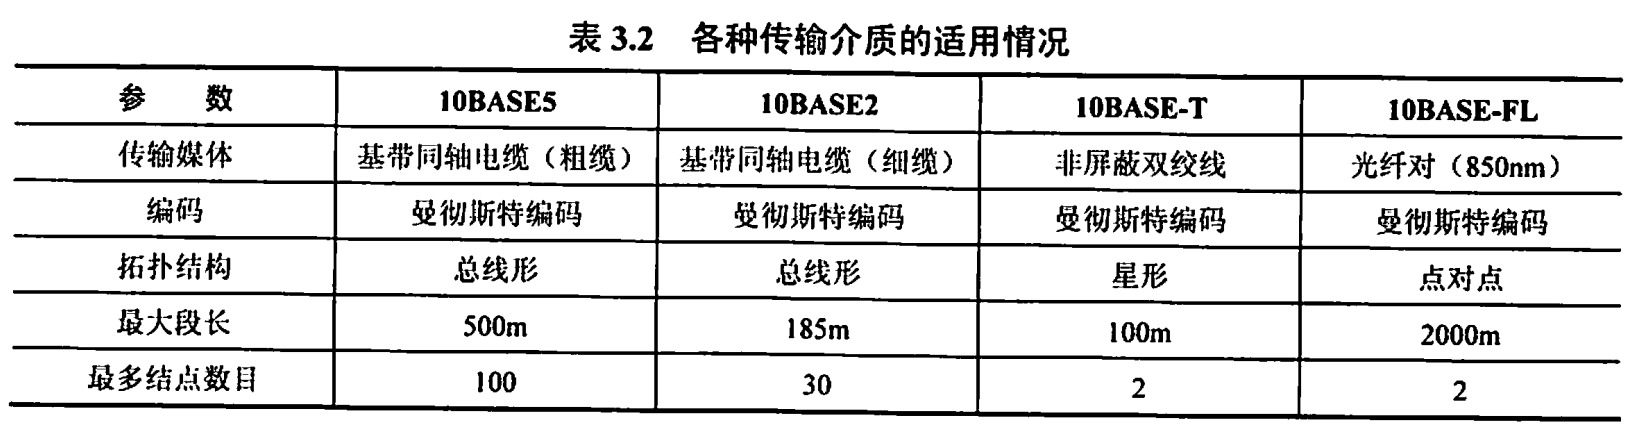 表 3.2 各种传输介质的适用情况
参 数 10BASE5 10BASE2 10BASE-T 10BASE-FL
传输媒体 基带同轴电缆（粗缆） 基带同轴电缆（细缆） 非屏蔽双绞线 光纤对（850nm）
编码 曼彻斯特编码 曼彻斯特编码 曼彻斯特编码 曼彻斯特编码
拓扑结构 总线形 总线形 星形 点对点
最大段长 500m 185m 100m 2000m
最多结点数目 100 30 2 2